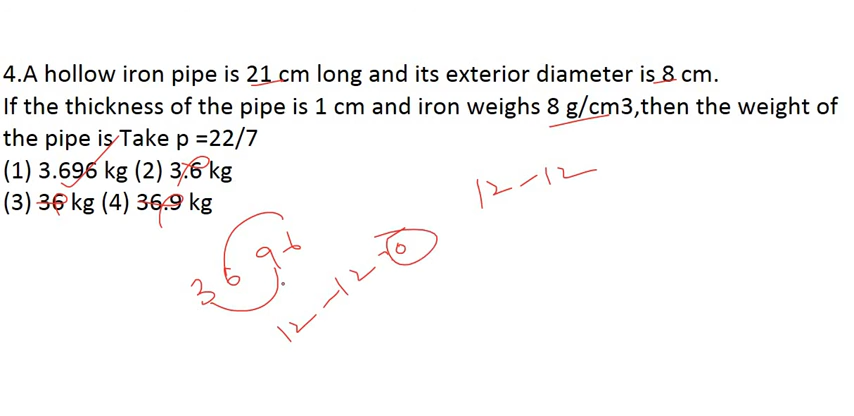 4.A hollow iron pipe is 21 cm long and its exterior diameter is 8 cm.
If the thickness of the pipe is 1 cm and iron weighs 8 g/cm3,then the weight of
the pipe is Take p =22/7
(1) 3.696 kg (2) 3.6 kg
(3) 36 kg (4) 36.9 kg
12-12
3696
12-12-0